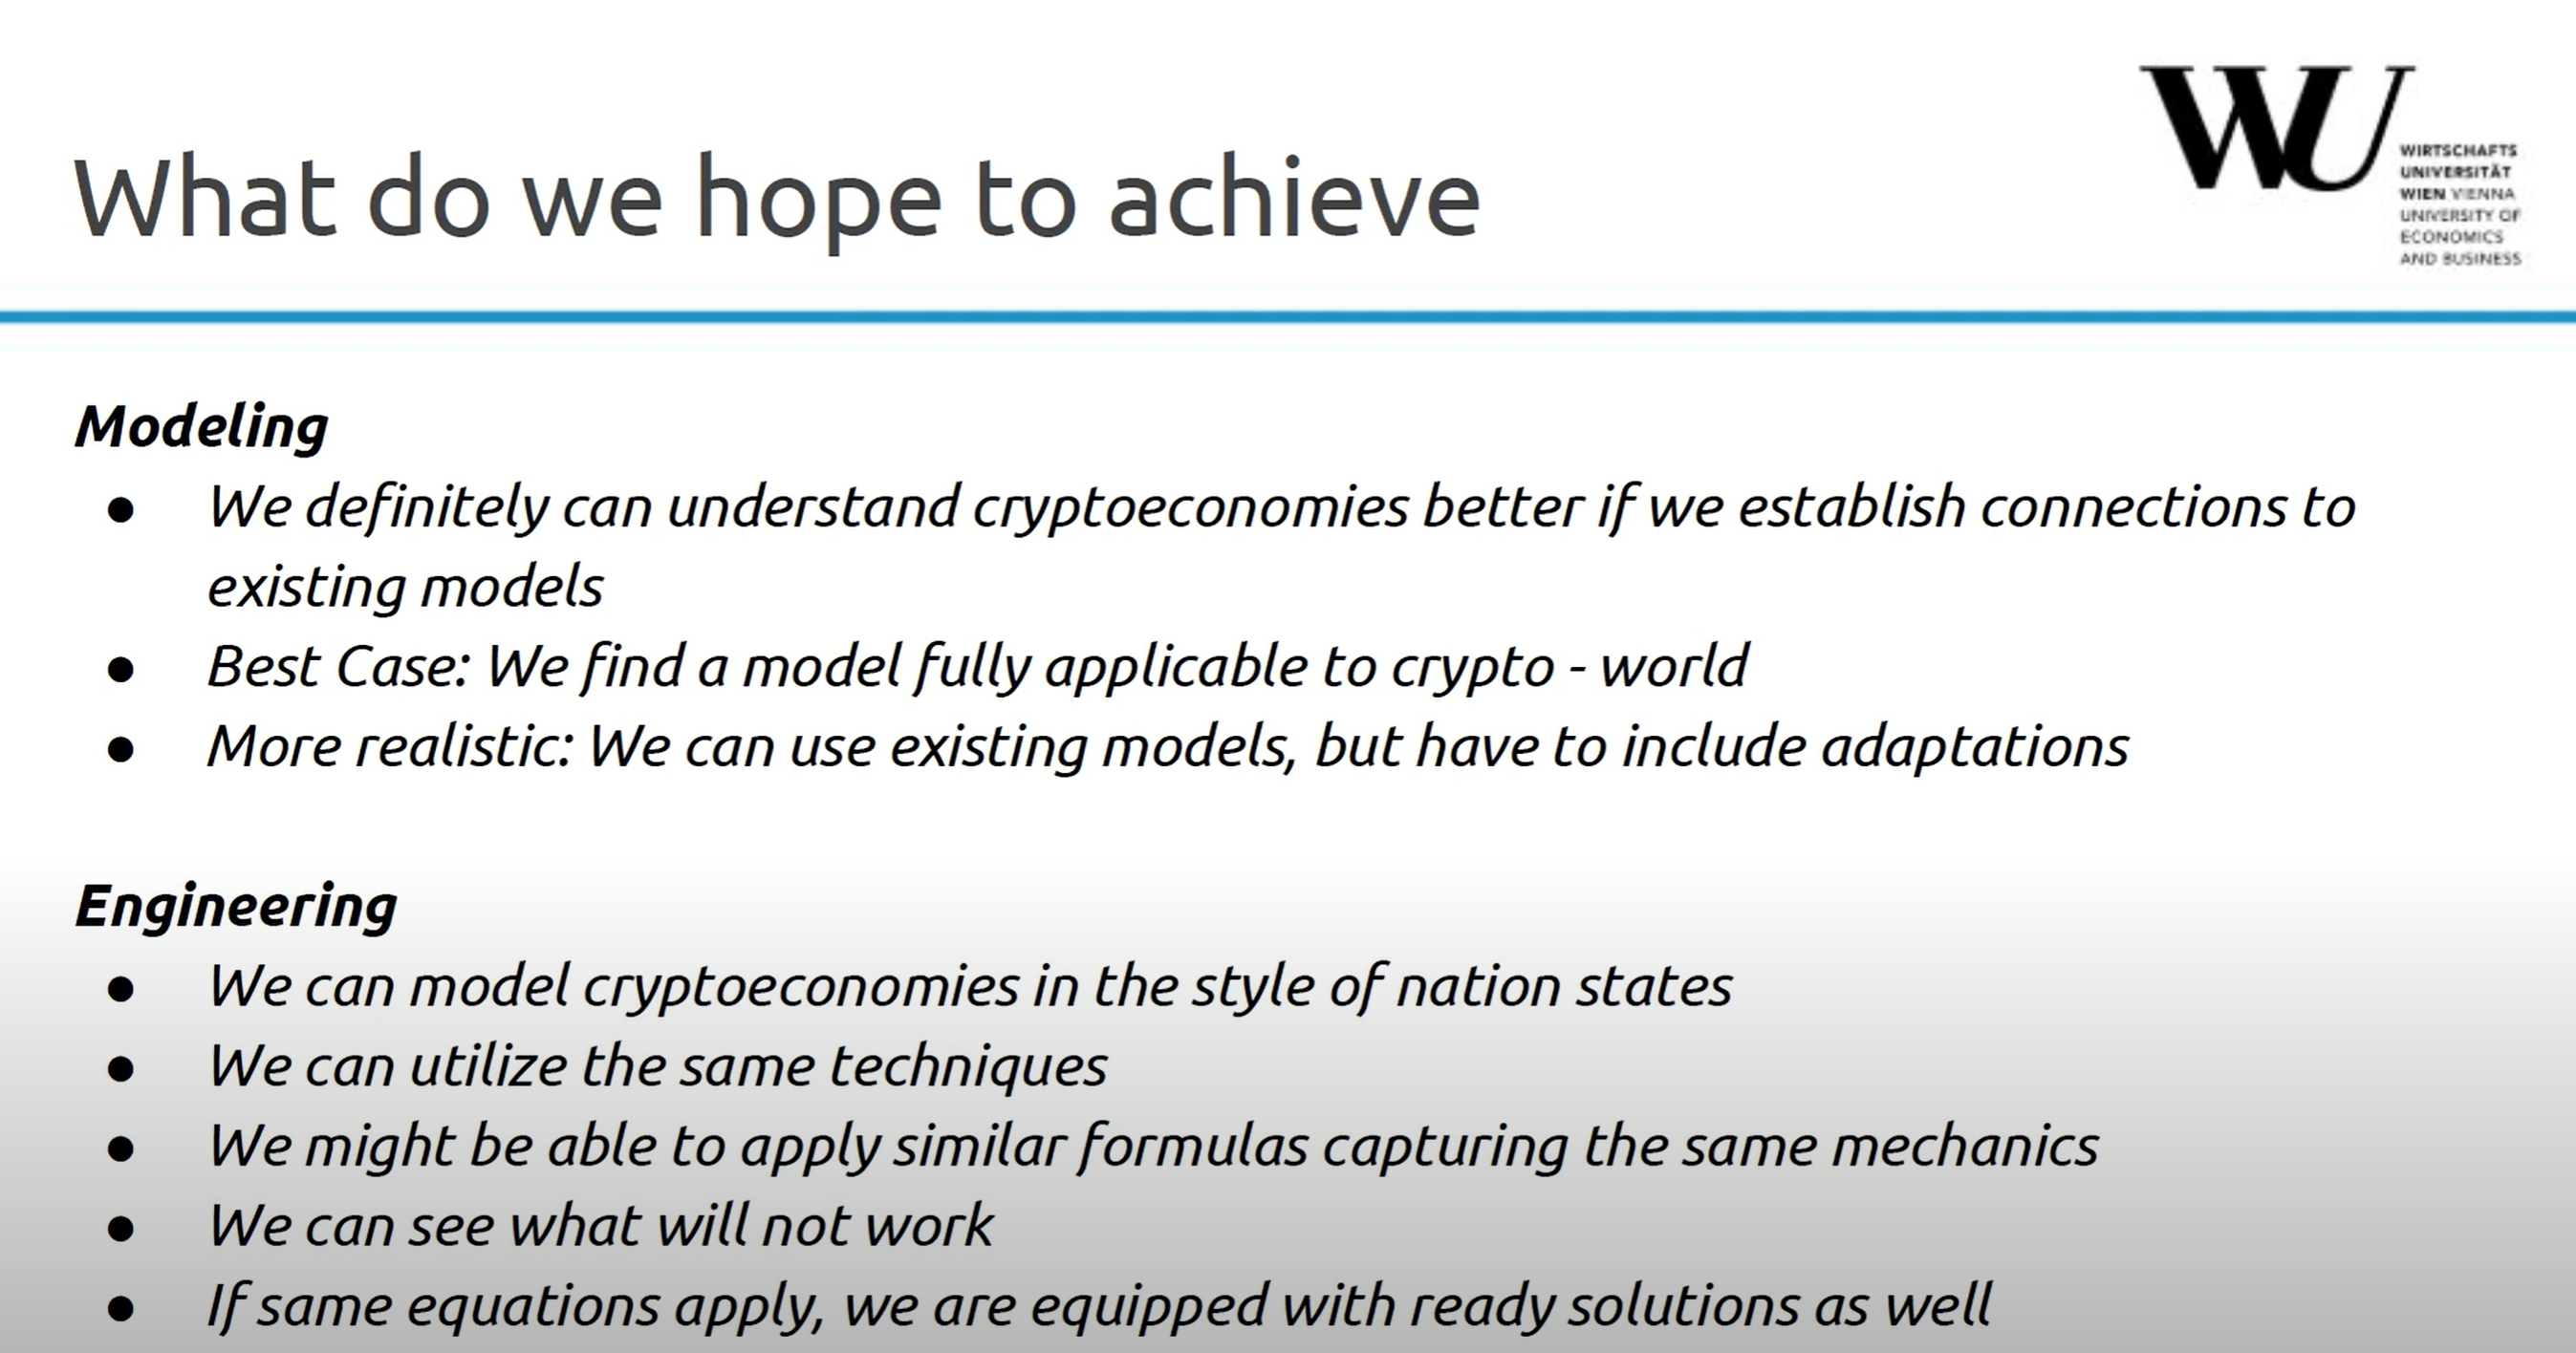 What do we hope to achieve
WU
WIRTSCHAFTS
UNIVERSITÄT
WIEN VIENNA
UNIVERSITY OF
ECONOMICS
AND BUSINESS
Modeling
● We definitely can understand cryptoeconomies better if we establish connections to
existing models
● Best Case: We find a model fully applicable to crypto - world
● More realistic: We can use existing models, but have to include adaptations
Engineering
● We can model cryptoeconomies in the style of nation states
● We can utilize the same techniques
● We might be able to apply similar formulas capturing the same mechanics
● We can see what will not work
● If same equations apply, we are equipped with ready solutions as well